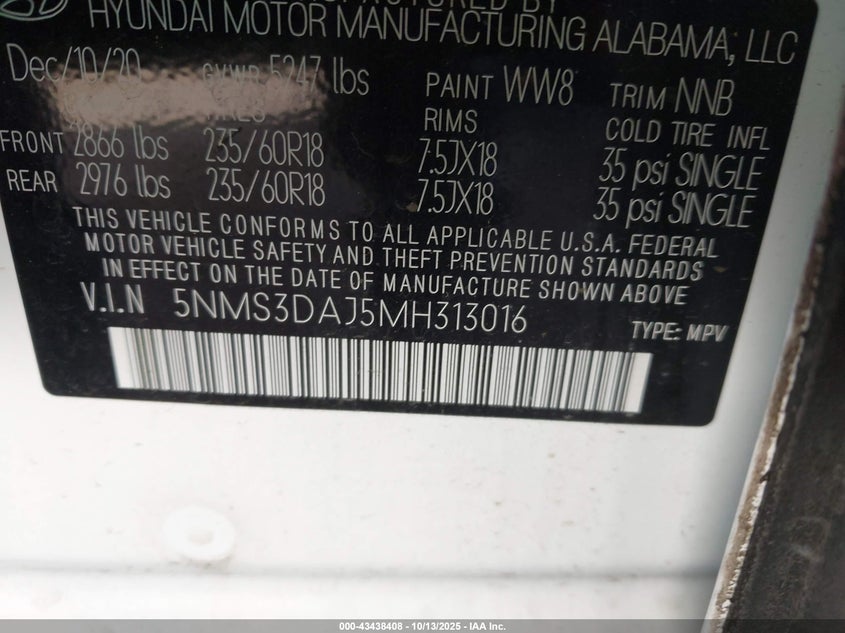 BY
HYUNDAI MOTOR MANUFACTURING ALABAMA, LLC
Dec/10/20 GVWR 5247 lbs PAINT WW8 TRIM NNB
RIMS COLD TIRE INFL
FRONT 2866 lbs 235/60R18 7.5JX18 35 psi SINGLE
REAR 2976 lbs 235/60R18 7.5JX18 35 psi SINGLE
THIS VEHICLE CONFORMS TO ALL APPLICABLE U.S.A. FEDERAL
MOTOR VEHICLE SAFETY AND THEFT PREVENTION STANDARDS
IN EFFECT ON THE DATE OF MANUFACTURE SHOWN ABOVE.
V.I.N 5NMS3DAJ5MH313016 TYPE: MPV
000-43438408 - 10/13/2025 - IAA Inc.